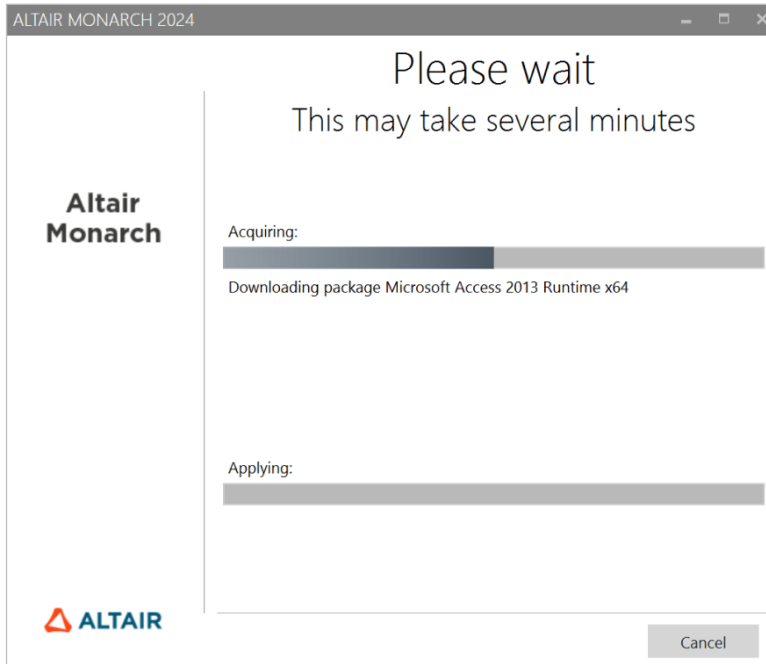 ALTAIR MONARCH 2024
Please wait
This may take several minutes
Altair
Monarch
Acquiring:
Downloading package Microsoft Access 2013 Runtime x64
Applying:
ALTAIR
Cancel